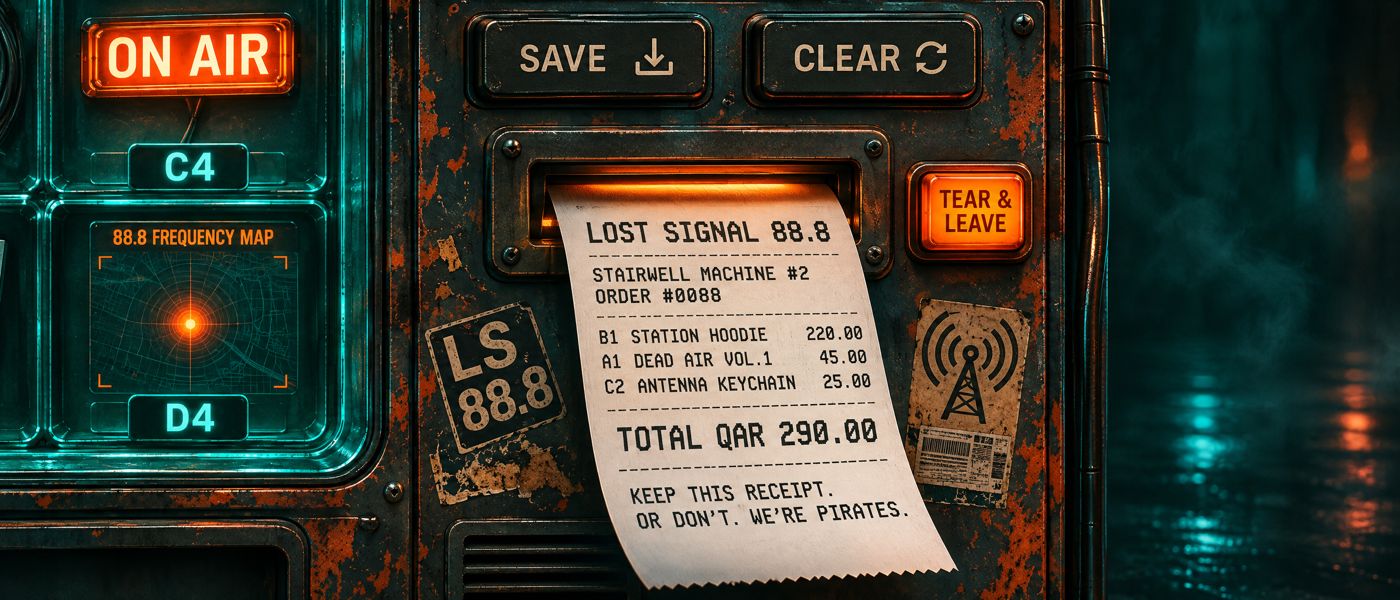 ON AIR
C4
88.8 FREQUENCY MAP
D4
SAVE
CLEAR
LOST SIGNAL 88.8
STAIRWELL MACHINE #2
ORDER #0088
B1 STATION HOODIE 220.00
A1 DEAD AIR VOL.1 45.00
C2 ANTENNA KEYCHAIN 25.00
TOTAL QAR 290.00
KEEP THIS RECEIPT.
OR DON'T. WE'RE PIRATES.
TEAR &
LEAVE
LS
88.8